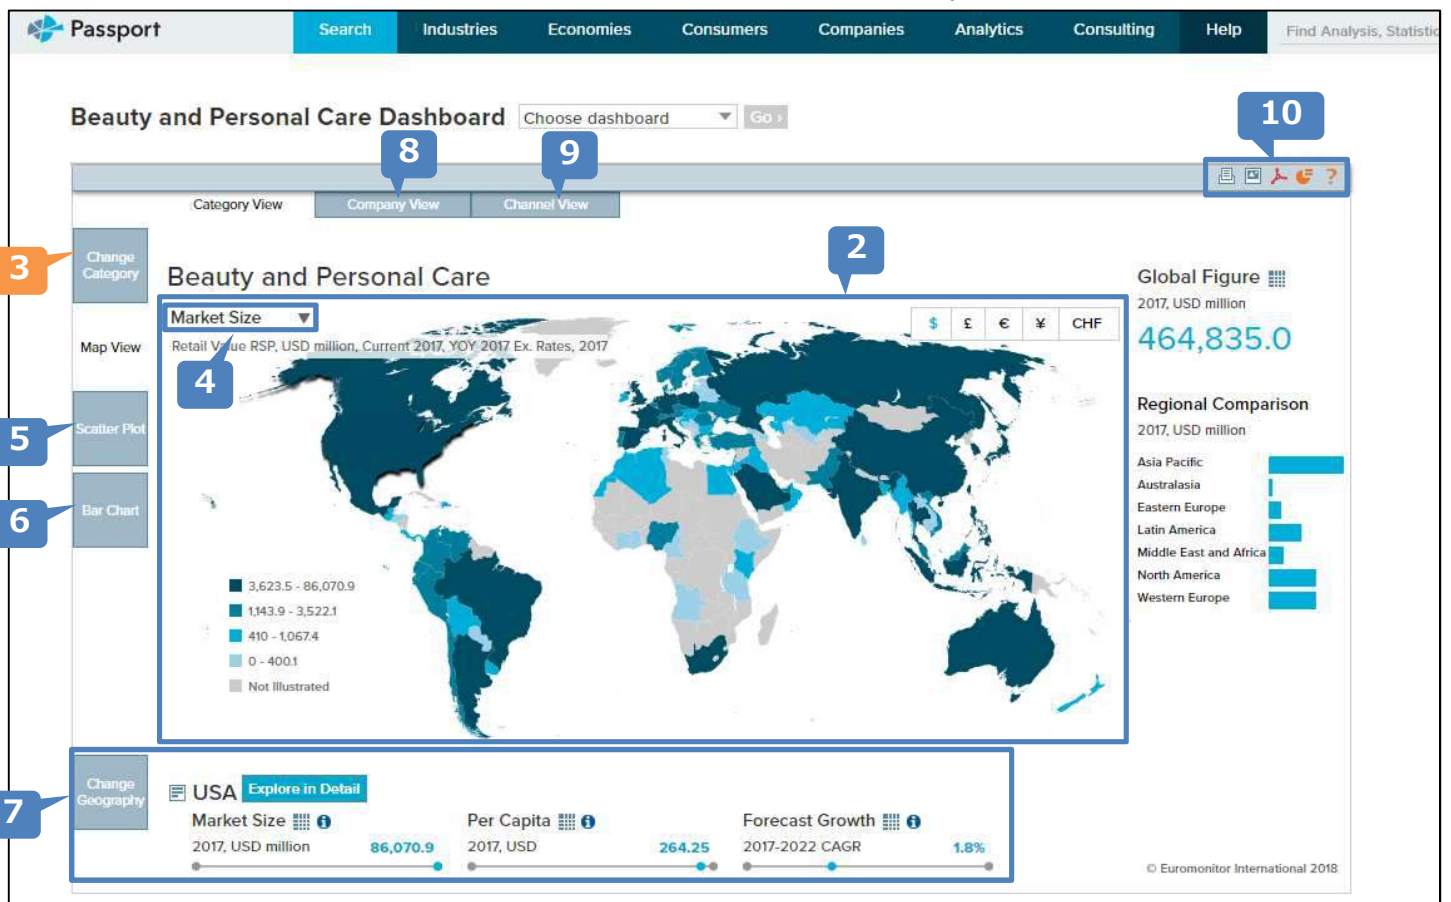 Passport
Search Industries Economies Consumers Companies Analytics Consulting Help Find Analysis, Statistic
Beauty and Personal Care Dashboard Choose dashboard Go ›
10
8
9
?
Category View Company View Channel View
3
Change
Category
2
Beauty and Personal Care
Market Size
$ £ € ¥ CHF
Retail Value RSP, USD million, Current 2017, YOY 2017 Ex. Rates, 2017
4
Map View
5
Scatter Plot
6
Bar Chart
3,623.5 - 86,070.9
1,143.9 - 3,522.1
410 - 1,067.4
0 - 400.1
Not Illustrated
Global Figure
2017, USD million
464,835.0
Regional Comparison
2017, USD million
Asia Pacific
Australasia
Eastern Europe
Latin America
Middle East and Africa
North America
Western Europe
7
Change
Geography
USA Explore in Detail
Market Size i
2017, USD million 86,070.9
Per Capita i
2017, USD 264.25
Forecast Growth i
2017-2022 CAGR 1.8%
© Euromonitor International 2018